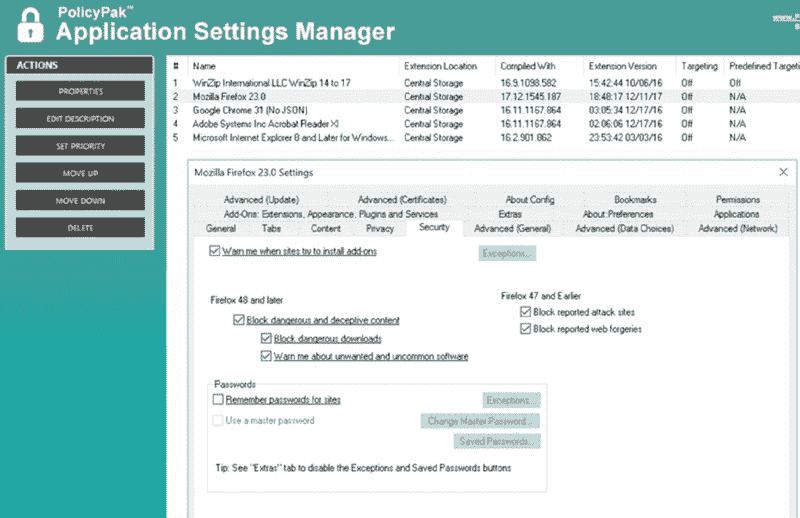 PolicyPak™
Application Settings Manager
ACTIONS
PROPERTIES
EDIT DESCRIPTION
SET PRIORITY
MOVE UP
MOVE DOWN
DELETE
# Name Extension Location Compiled With Extension Version Targeting Predefined Targeti
1 WinZip International LLC WinZip 14 to 17 Central Storage 16.9.1098.582 15:42:44 10/06/16 Off Off
2 Mozilla Firefox 23.0 Central Storage 17.12.1545.187 18:48:17 12/11/17 Off N/A
3 Google Chrome 31 (No JSON) Central Storage 16.11.1167.864 03:05:34 12/17/16 Off N/A
4 Adobe Systems Inc Acrobat Reader XI Central Storage 16.11.1167.864 02:06:06 12/17/16 Off N/A
5 Microsoft Internet Explorer 8 and Later for Windows... Central Storage 16.2.901.862 23:53:42 03/03/16 Off N/A
Mozilla Firefox 23.0 Settings
Advanced (Update) Advanced (Certificates) About Config Bookmarks Permissions
Add-Ons: Extensions, Appearance, Plugins and Services Extras About:Preferences Applications
General Tabs Content Privacy Security Advanced (General) Advanced (Data Choices) Advanced (Network)
Warn me when sites try to install add-ons Exceptions...
Firefox 48 and later Firefox 47 and Earlier
Block dangerous and deceptive content Block reported attack sites
Block dangerous downloads Block reported web forgeries
Warn me about unwanted and uncommon software
Passwords
Remember passwords for sites Exceptions...
Use a master password Change Master Password...
Saved Passwords...
Tip: See "Extras" tab to disable the Exceptions and Saved Passwords buttons